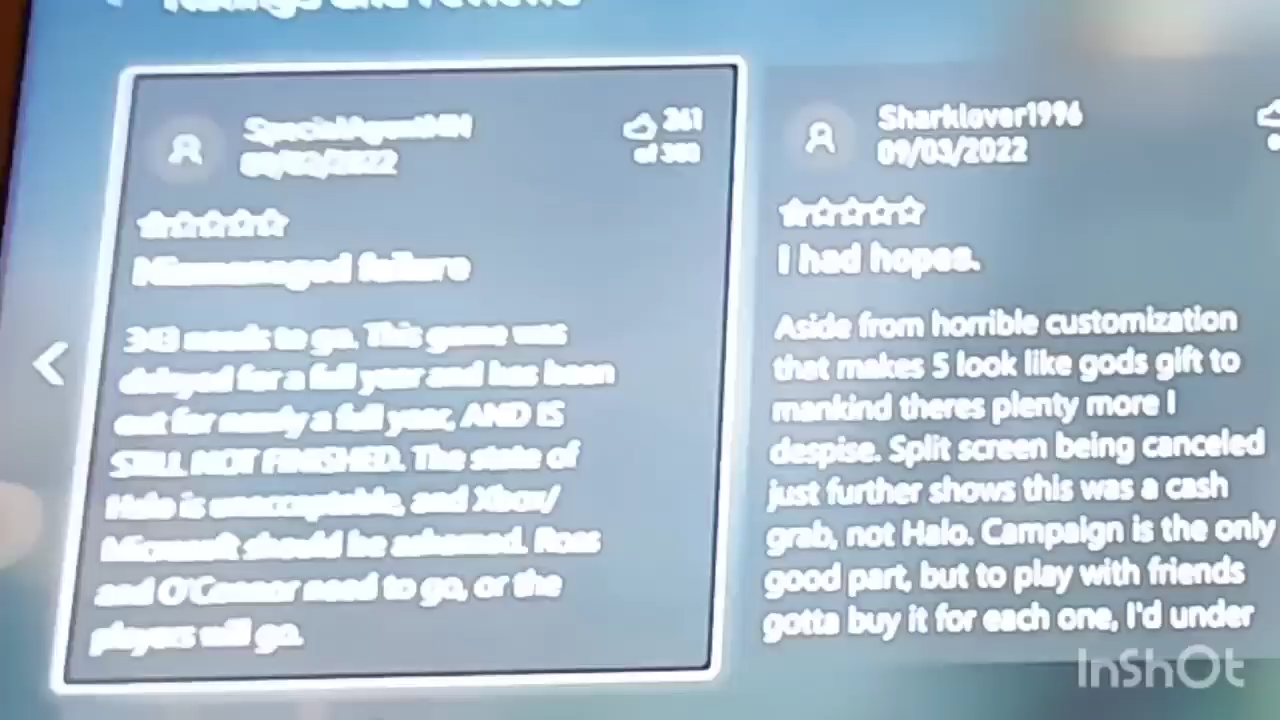 Ratings and reviews
SpecialAgentMIN
09/02/2022
261
of 300
Mismanaged failure
343 needs to go. This game was
delayed for a full year and has been
out for nearly a full year, AND IS
STILL NOT FINISHED. The state of
Halo is unacceptable, and Xbox/
Microsoft should be ashamed. Ross
and O'Connor need to go, or the
players will go.
Sharklover1996
09/03/2022
I had hopes.
Aside from horrible customization
that makes 5 look like gods gift to
mankind theres plenty more I
despise. Split screen being canceled
just further shows this was a cash
grab, not Halo. Campaign is the only
good part, but to play with friends
gotta buy it for each one, I'd under
InShOt